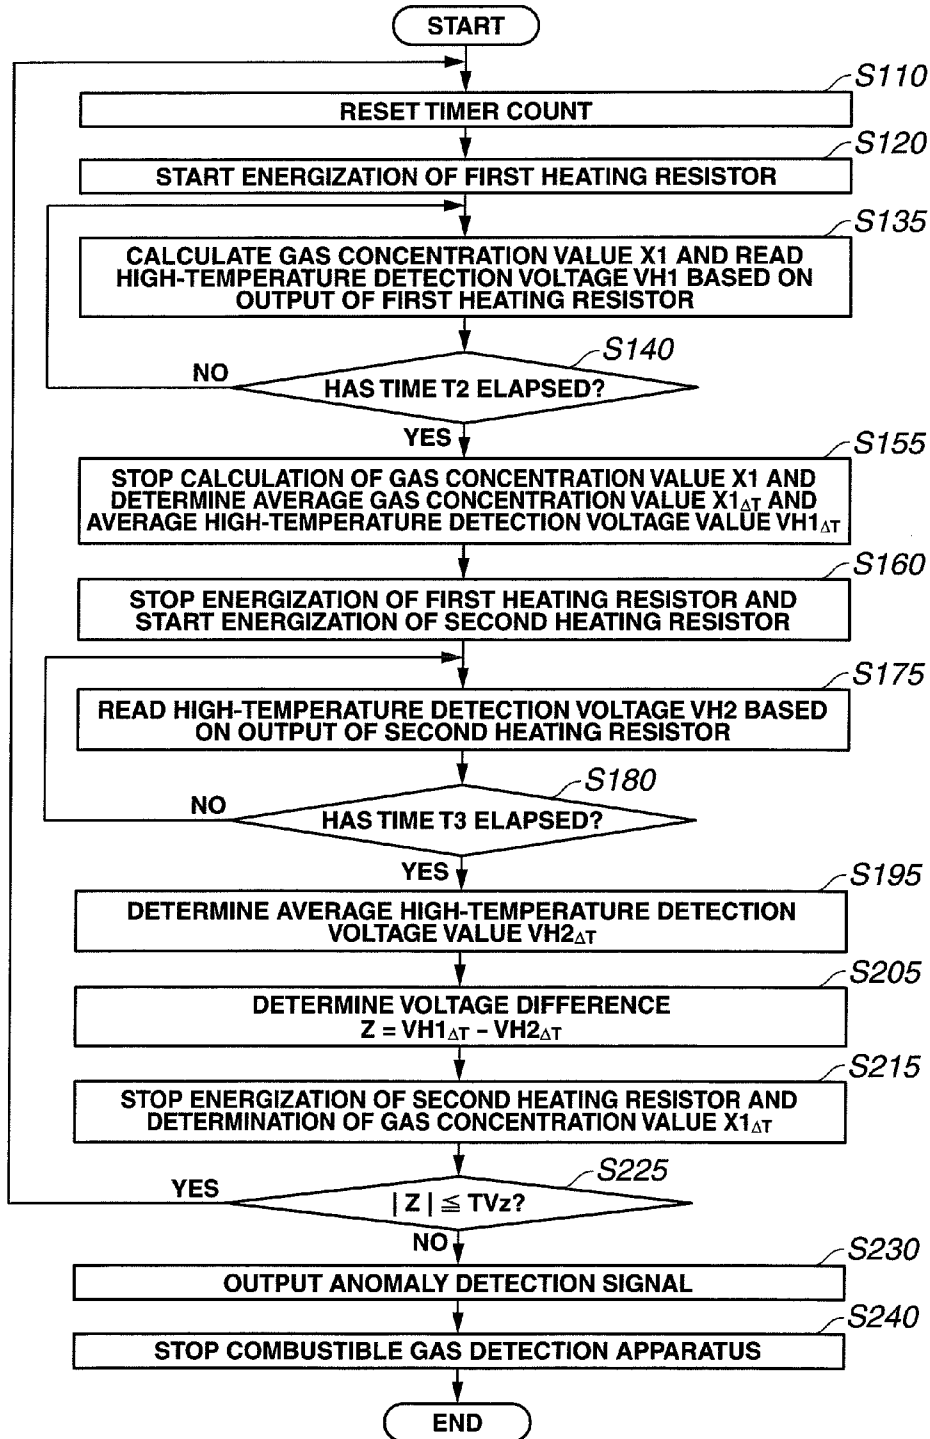 START
S110
RESET TIMER COUNT
S120
START ENERGIZATION OF FIRST HEATING RESISTOR
S135
CALCULATE GAS CONCENTRATION VALUE X1 AND READ
HIGH-TEMPERATURE DETECTION VOLTAGE VH1 BASED ON
OUTPUT OF FIRST HEATING RESISTOR
S140
NO
HAS TIME T2 ELAPSED?
YES
S155
STOP CALCULATION OF GAS CONCENTRATION VALUE X1 AND
DETERMINE AVERAGE GAS CONCENTRATION VALUE X1ΔT AND
AVERAGE HIGH-TEMPERATURE DETECTION VOLTAGE VALUE VH1ΔT
S160
STOP ENERGIZATION OF FIRST HEATING RESISTOR AND
START ENERGIZATION OF SECOND HEATING RESISTOR
S175
READ HIGH-TEMPERATURE DETECTION VOLTAGE VH2 BASED
ON OUTPUT OF SECOND HEATING RESISTOR
S180
NO
HAS TIME T3 ELAPSED?
YES
S195
DETERMINE AVERAGE HIGH-TEMPERATURE DETECTION
VOLTAGE VALUE VH2ΔT
S205
DETERMINE VOLTAGE DIFFERENCE
Z = VH1ΔT – VH2ΔT
S215
STOP ENERGIZATION OF SECOND HEATING RESISTOR AND
DETERMINATION OF GAS CONCENTRATION VALUE X1ΔT
S225
YES
| Z | ≦ TVz?
NO
S230
OUTPUT ANOMALY DETECTION SIGNAL
S240
STOP COMBUSTIBLE GAS DETECTION APPARATUS
END